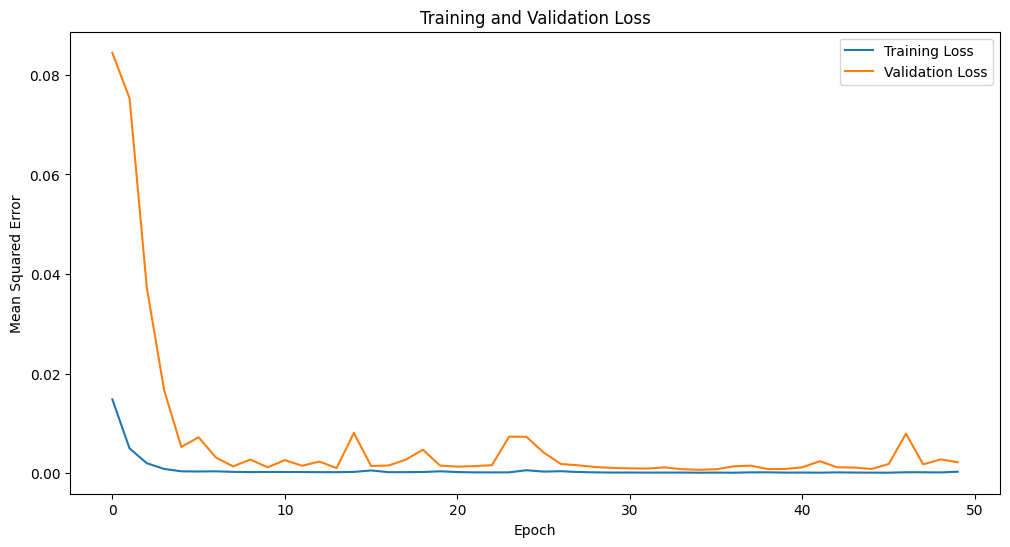 Training and Validation Loss
Training Loss
Validation Loss
Mean Squared Error
0.08
0.06
0.04
0.02
0.00
0
10
20
30
40
50
Epoch